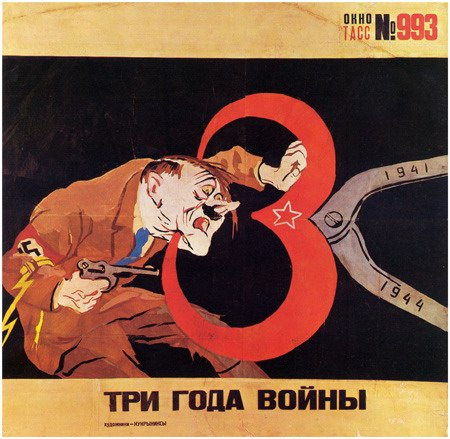 ОКНО
ТАСС №993
1941
1944
ТРИ ГОДА ВОЙНЫ
художники — КУКРЫНИКСЫ